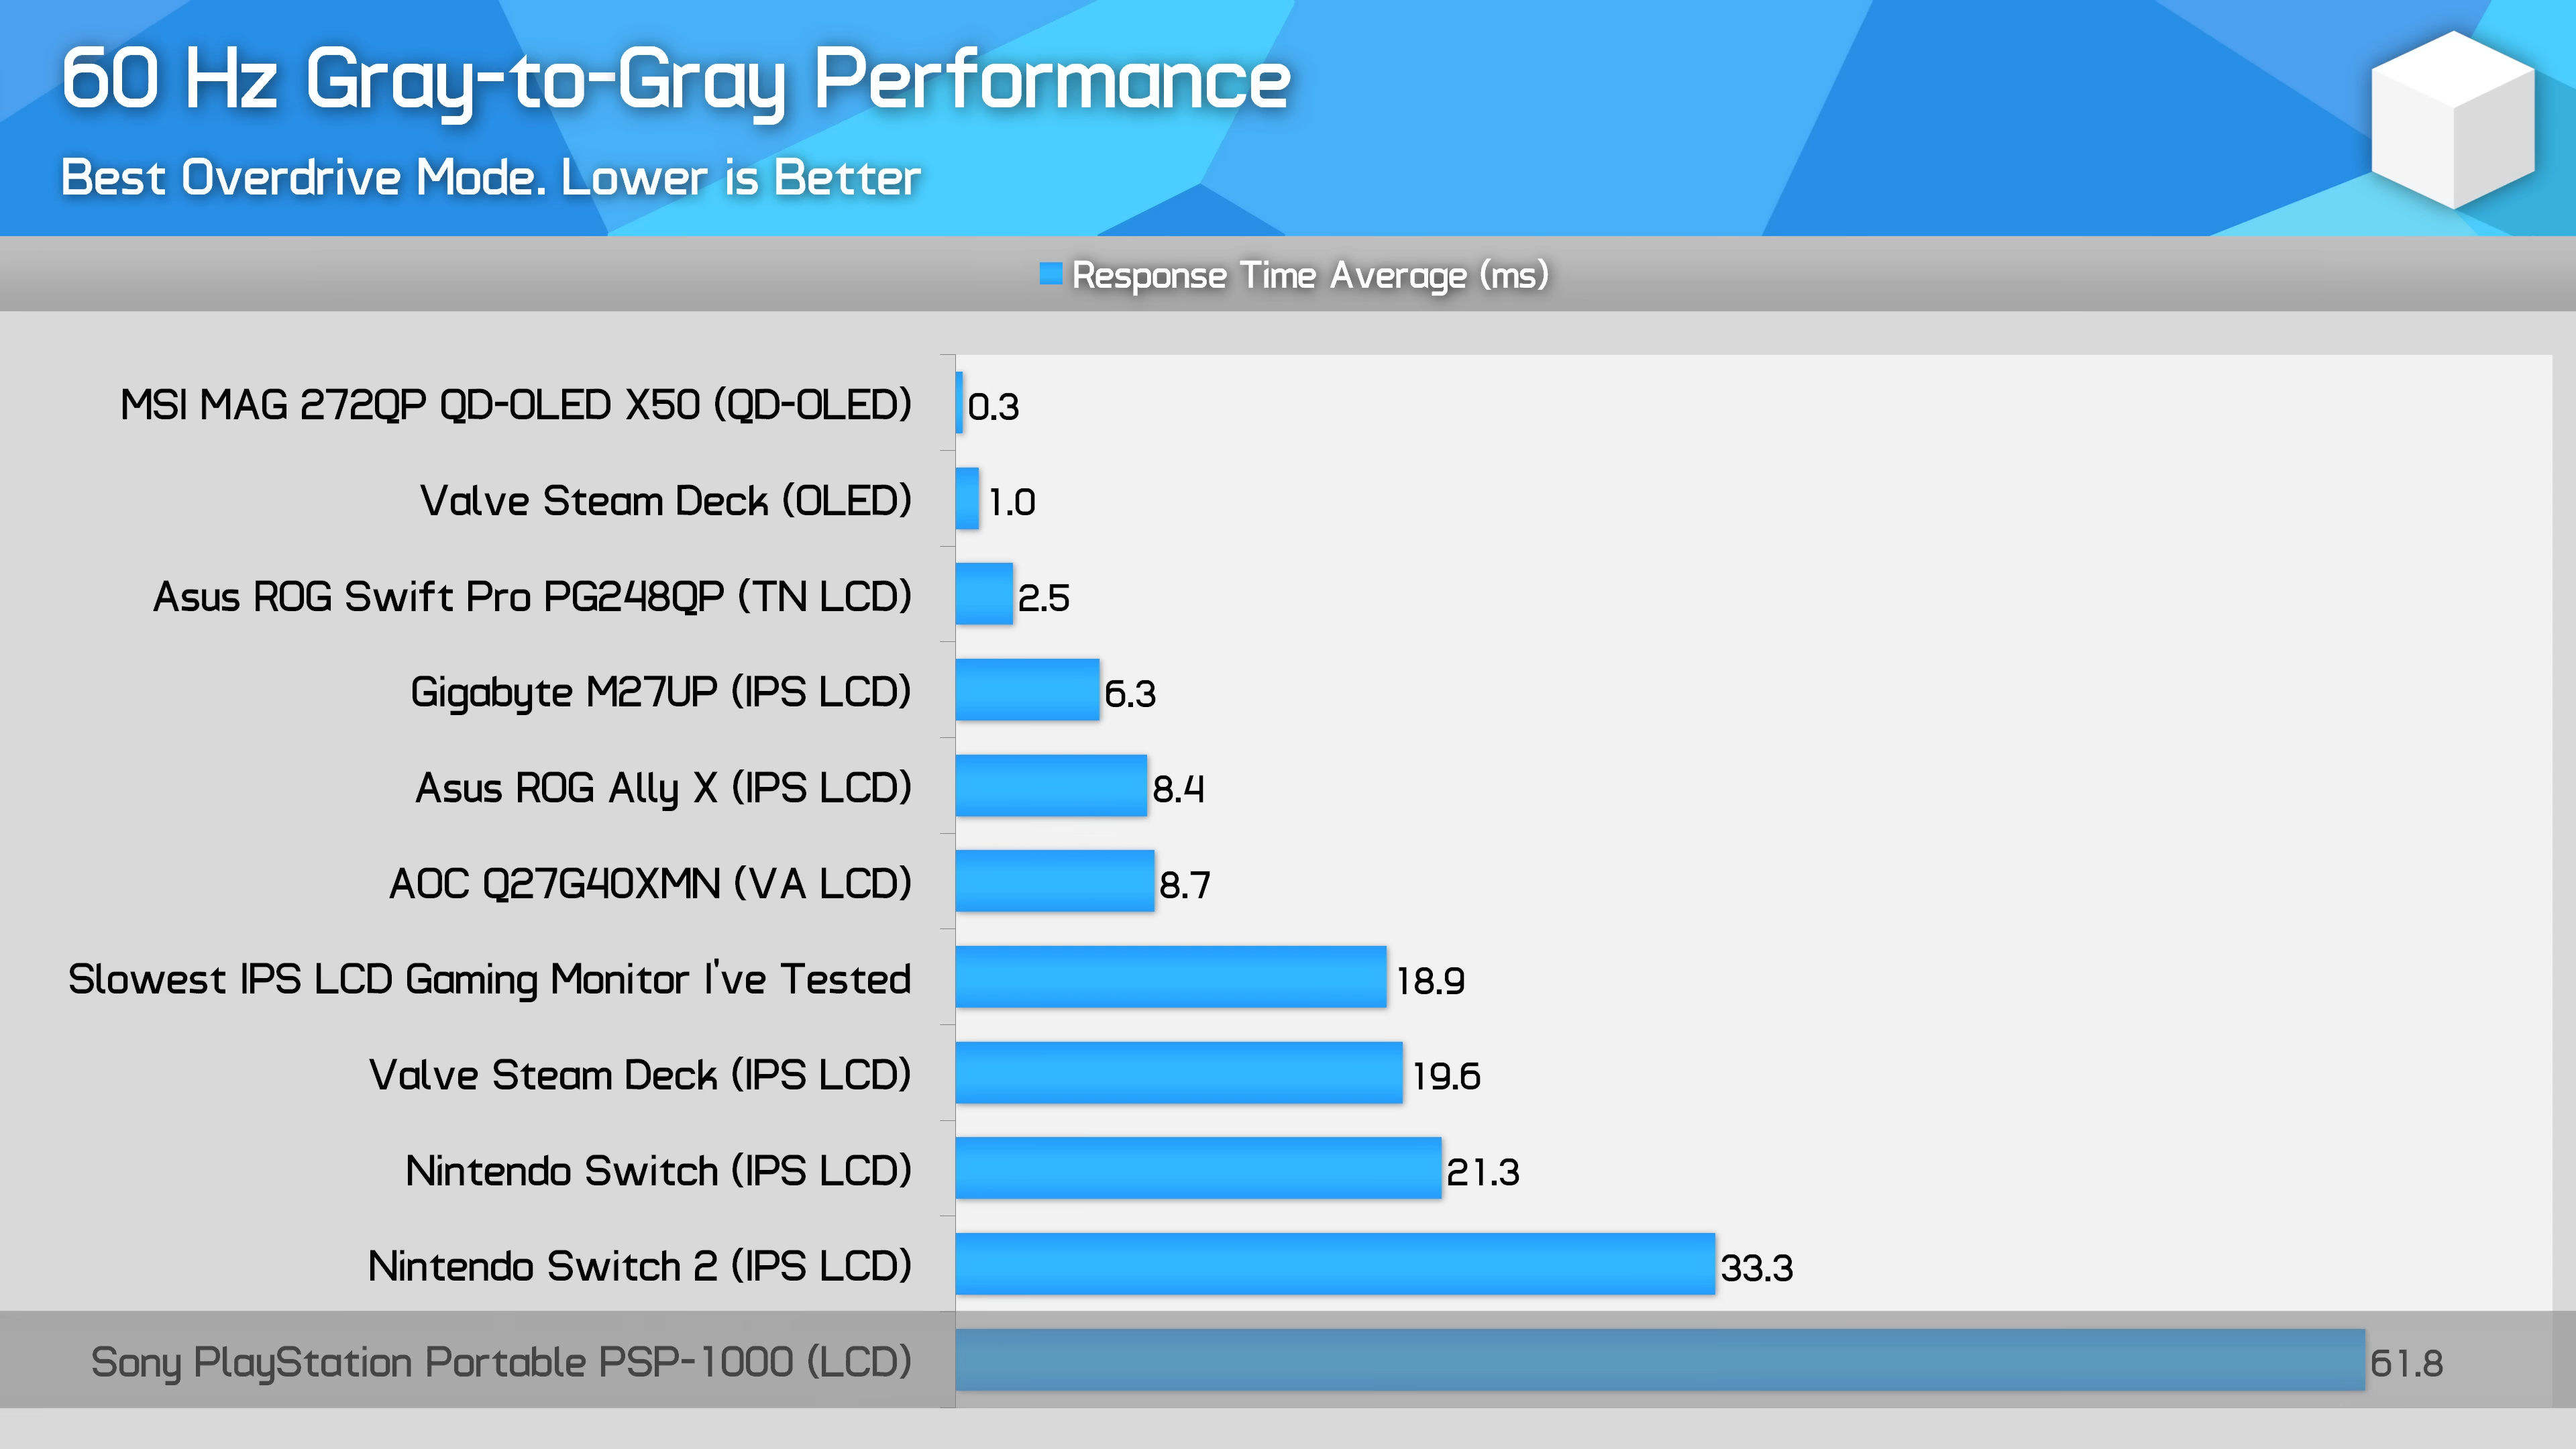 60 Hz Gray-to-Gray Performance
Best Overdrive Mode. Lower is Better
Response Time Average (ms)
MSI MAG 272QP QD-OLED X50 (QD-OLED) 0.3
Valve Steam Deck (OLED) 1.0
Asus ROG Swift Pro PG248QP (TN LCD) 2.5
Gigabyte M27UP (IPS LCD) 6.3
Asus ROG Ally X (IPS LCD) 8.4
AOC Q27G40XMN (VA LCD) 8.7
Slowest IPS LCD Gaming Monitor I've Tested 18.9
Valve Steam Deck (IPS LCD) 19.6
Nintendo Switch (IPS LCD) 21.3
Nintendo Switch 2 (IPS LCD) 33.3
Sony PlayStation Portable PSP-1000 (LCD) 61.8